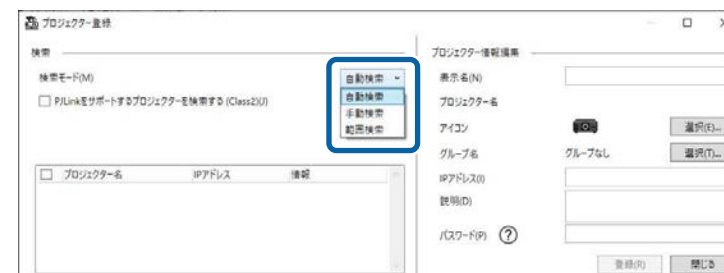 プロジェクター登録
検索
検索モード(M)
自動検索
PJLinkをサポートするプロジェクターを検索する (Class2)(J)
自動検索
手動検索
範囲検索
プロジェクター名 IPアドレス 情報
プロジェクター情報編集
表示名(N)
プロジェクター名
アイコン
選択(E)...
グループ名 グループなし 選択(T)...
IPアドレス(I)
説明(D)
パスワード(P) ?
登録(R) 閉じる